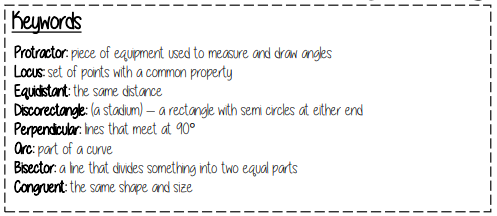 Keywords
Protractor: piece of equipment used to measure and draw angles
Locus: set of points with a common property
Equidistant: the same distance
Discorectangle: (a stadium) – a rectangle with semi circles at either end
Perpendicular: lines that meet at 90°
Arc: part of a curve
Bisector: a line that divides something into two equal parts
Congruent: the same shape and size